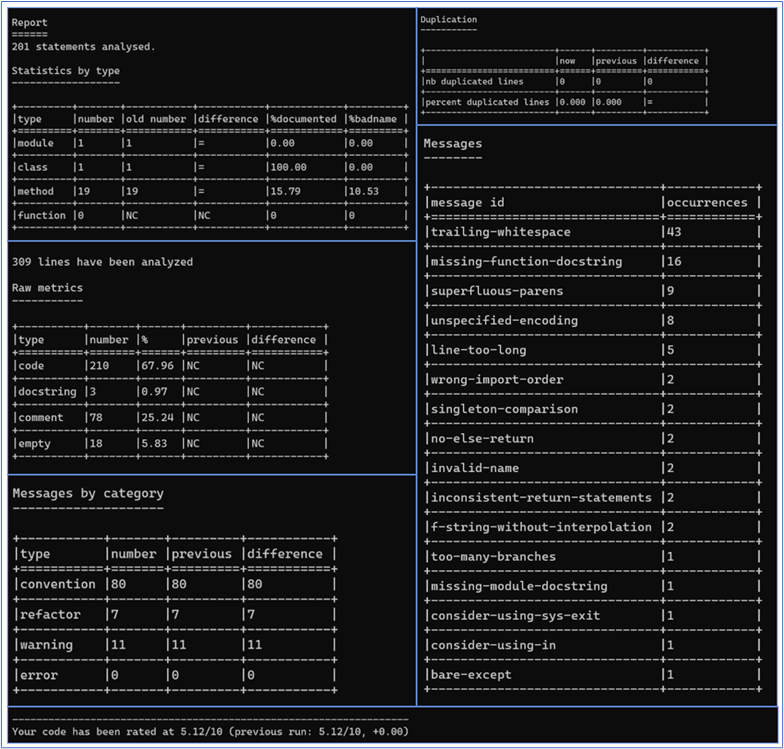 Report
======
201 statements analysed.
Statistics by type
------------------
+---------+-------+-----------+-----------+------------+---------+
|type |number |old number |difference |%documented |%badname |
+=========+=======+===========+===========+============+=========+
|module |1 |1 |= |0.00 |0.00 |
+---------+-------+-----------+-----------+------------+---------+
|class |1 |1 |= |100.00 |0.00 |
+---------+-------+-----------+-----------+------------+---------+
|method |19 |19 |= |15.79 |10.53 |
+---------+-------+-----------+-----------+------------+---------+
|function |0 |NC |NC |0 |0 |
+---------+-------+-----------+-----------+------------+---------+
309 lines have been analyzed
Raw metrics
-----------
+----------+-------+------+---------+-----------+
|type |number |% |previous |difference |
+==========+=======+======+=========+===========+
|code |210 |67.96 |NC |NC |
+----------+-------+------+---------+-----------+
|docstring |3 |0.97 |NC |NC |
+----------+-------+------+---------+-----------+
|comment |78 |25.24 |NC |NC |
+----------+-------+------+---------+-----------+
|empty |18 |5.83 |NC |NC |
+----------+-------+------+---------+-----------+
Messages by category
--------------------
+-----------+-------+---------+-----------+
|type |number |previous |difference |
+===========+=======+=========+===========+
|convention |80 |80 |80 |
+-----------+-------+---------+-----------+
|refactor |7 |7 |7 |
+-----------+-------+---------+-----------+
|warning |11 |11 |11 |
+-----------+-------+---------+-----------+
|error |0 |0 |0 |
+-----------+-------+---------+-----------+
Duplication
-----------
+-------------------------+------+---------+-----------+
| |now |previous |difference |
+=========================+======+=========+===========+
|nb duplicated lines |0 |0 |0 |
+-------------------------+------+---------+-----------+
|percent duplicated lines |0.000 |0.000 |= |
+-------------------------+------+---------+-----------+
Messages
--------
+-------------------------------+------------+
|message id |occurrences |
+===============================+============+
|trailing-whitespace |43 |
+-------------------------------+------------+
|missing-function-docstring |16 |
+-------------------------------+------------+
|superfluous-parens |9 |
+-------------------------------+------------+
|unspecified-encoding |8 |
+-------------------------------+------------+
|line-too-long |5 |
+-------------------------------+------------+
|wrong-import-order |2 |
+-------------------------------+------------+
|singleton-comparison |2 |
+-------------------------------+------------+
|no-else-return |2 |
+-------------------------------+------------+
|invalid-name |2 |
+-------------------------------+------------+
|inconsistent-return-statements |2 |
+-------------------------------+------------+
|f-string-without-interpolation |2 |
+-------------------------------+------------+
|too-many-branches |1 |
+-------------------------------+------------+
|missing-module-docstring |1 |
+-------------------------------+------------+
|consider-using-sys-exit |1 |
+-------------------------------+------------+
|consider-using-in |1 |
+-------------------------------+------------+
|bare-except |1 |
+-------------------------------+------------+
------------------------------------------------------------------
Your code has been rated at 5.12/10 (previous run: 5.12/10, +0.00)